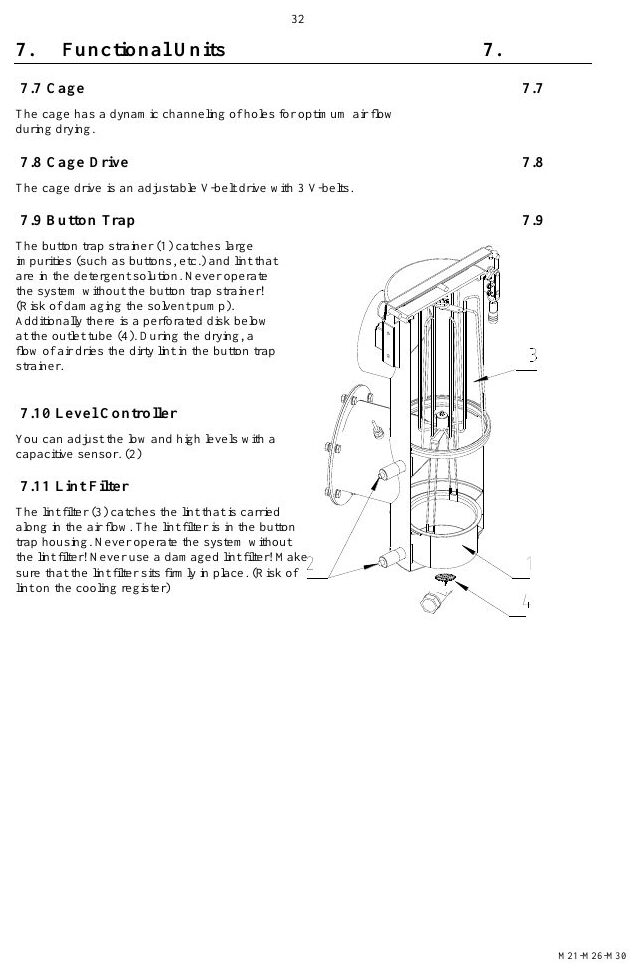 32
7. Functional Units 7.
7.7 Cage 7.7
The cage has a dynamic channeling of holes for optimum air flow
during drying.
7.8 Cage Drive 7.8
The cage drive is an adjustable V-belt drive with 3 V-belts.
7.9 Button Trap 7.9
The button trap strainer (1) catches large
impurities (such as buttons, etc.) and lint that
are in the detergent solution. Never operate
the system without the button trap strainer!
(Risk of damaging the solvent pump).
Additionally there is a perforated disk below
at the outlet tube (4). During the drying, a
flow of air dries the dirty lint in the button trap
strainer.
3
7.10 Level Controller
You can adjust the low and high levels with a
capacitive sensor. (2)
7.11 Lint Filter
The lint filter (3) catches the lint that is carried
along in the air flow. The lint filter is in the button
trap housing. Never operate the system without
the lint filter! Never use a damaged lint filter! Make
sure that the lint filter sits firmly in place. (Risk of
lint on the cooling register)
2
1
4
M21-M26-M30